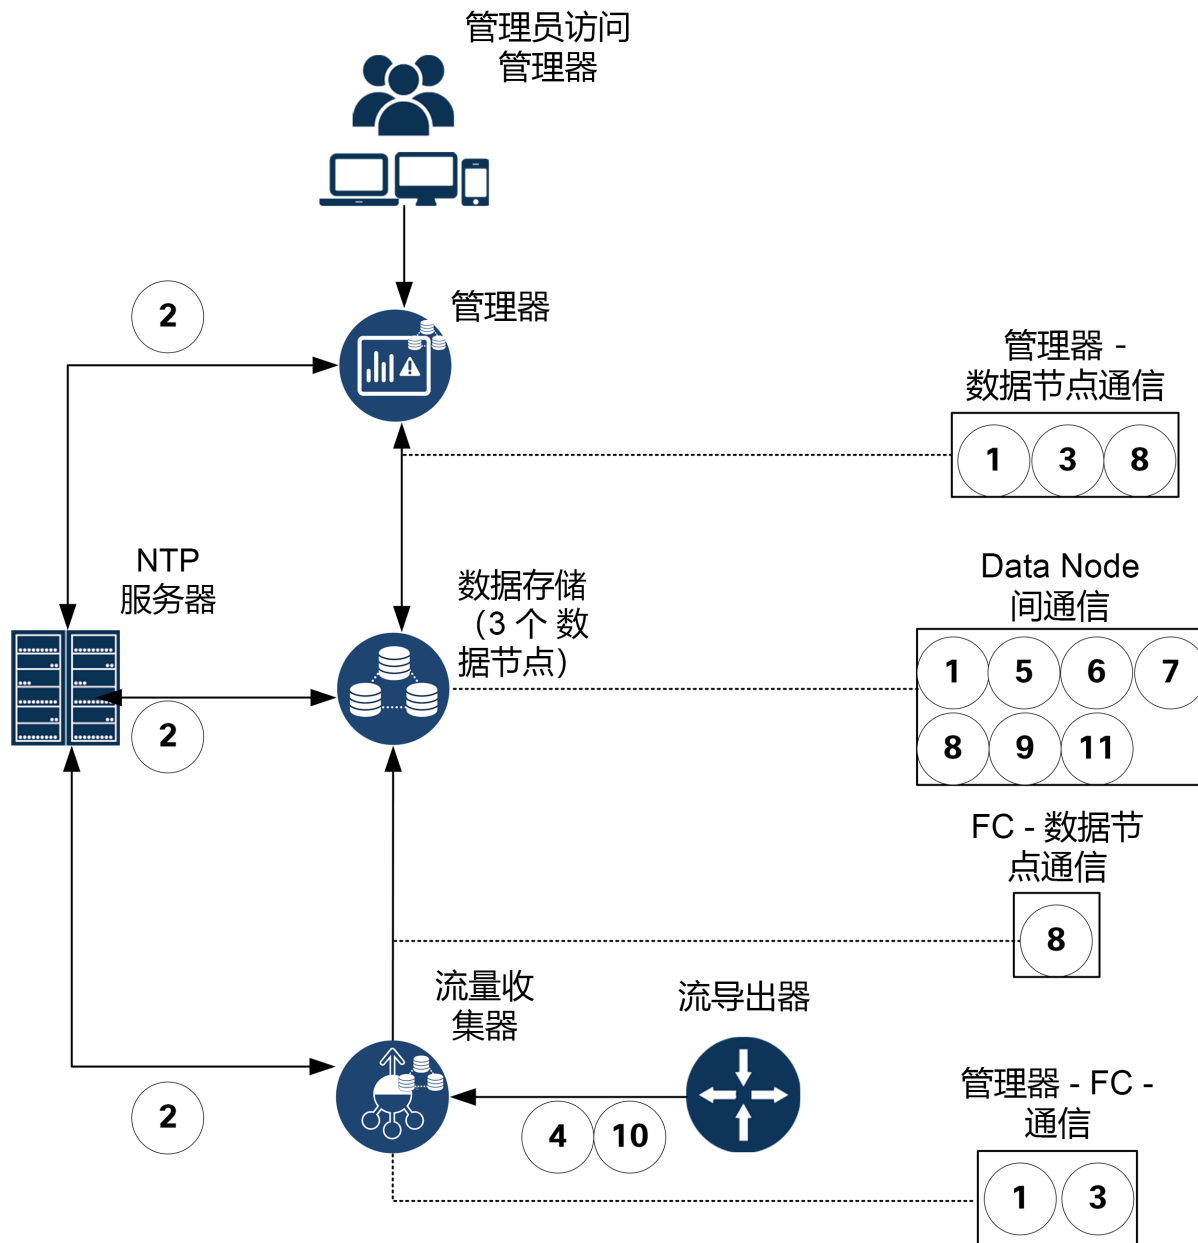 管理员访问
管理器
2
管理器
管理器 -
数据节点通信
1 3 8
NTP
服务器
数据存储
（3 个 数
据节点）
2
Data Node
间通信
1 5 6 7
8 9 11
FC - 数据节
点通信
8
流量收
集器
流导出器
2
4 10
管理器 - FC -
通信
1 3